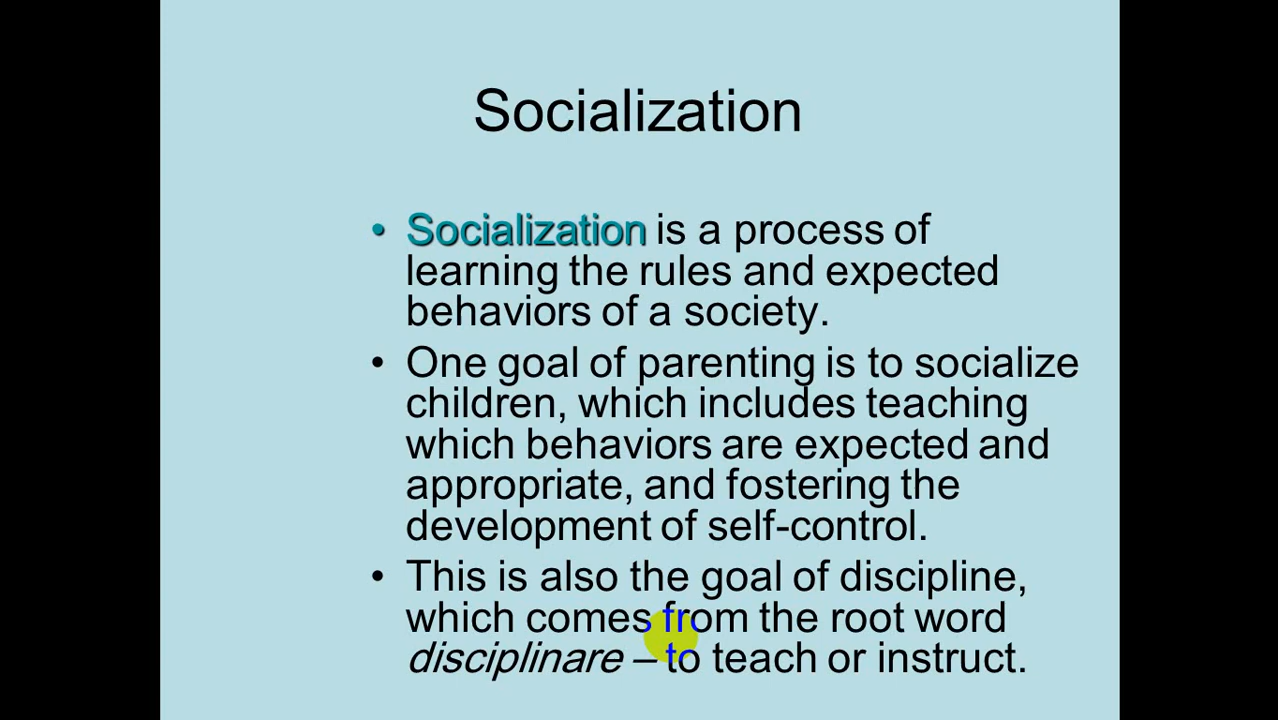 Socialization
• Socialization is a process of
learning the rules and expected
behaviors of a society.
• One goal of parenting is to socialize
children, which includes teaching
which behaviors are expected and
appropriate, and fostering the
development of self-control.
• This is also the goal of discipline,
which comes from the root word
disciplinare – to teach or instruct.